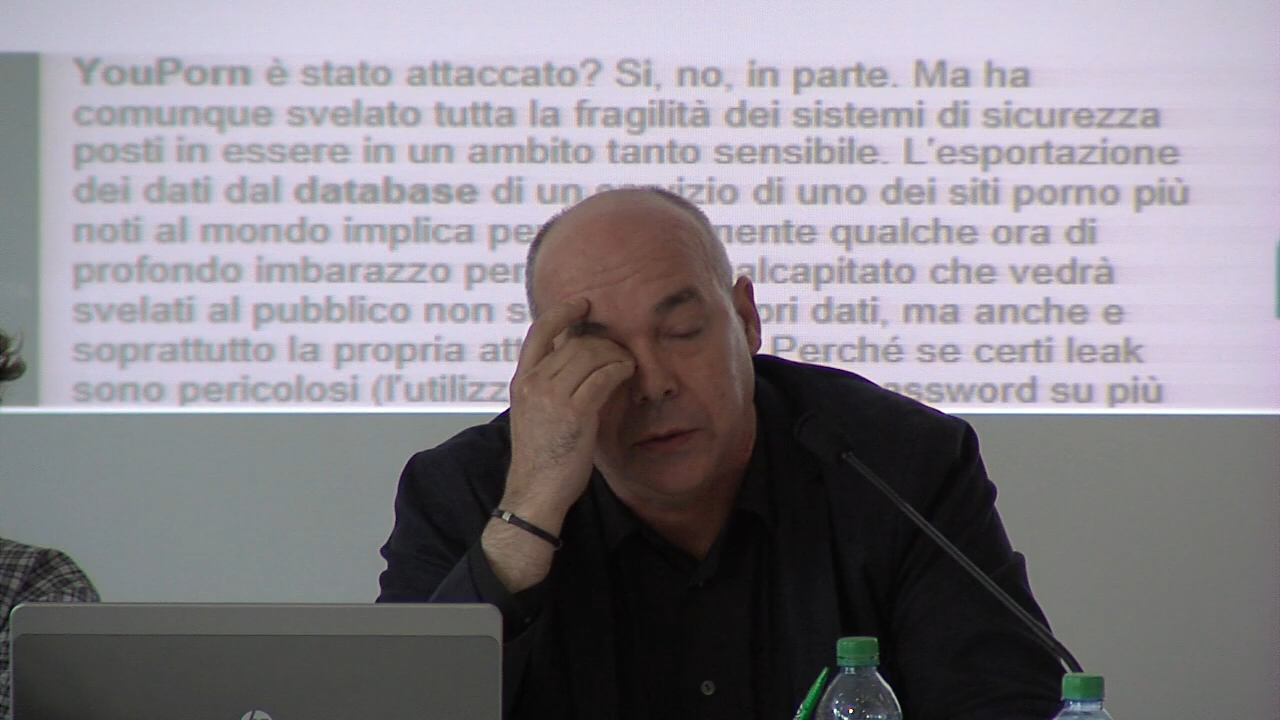 YouPorn è stato attaccato? Si, no, in parte. Ma ha
comunque svelato tutta la fragilità dei sistemi di sicurezza
posti in essere in un ambito tanto sensibile. L'esportazione
dei dati dal database di un di uno dei siti porno più
noti al mondo implica qualche ora di
profondo imbarazzo che vedrà
svelati al pubblico non dati, ma anche e
soprattutto la propria Perché se certi leak
sono pericolosi su più
hp